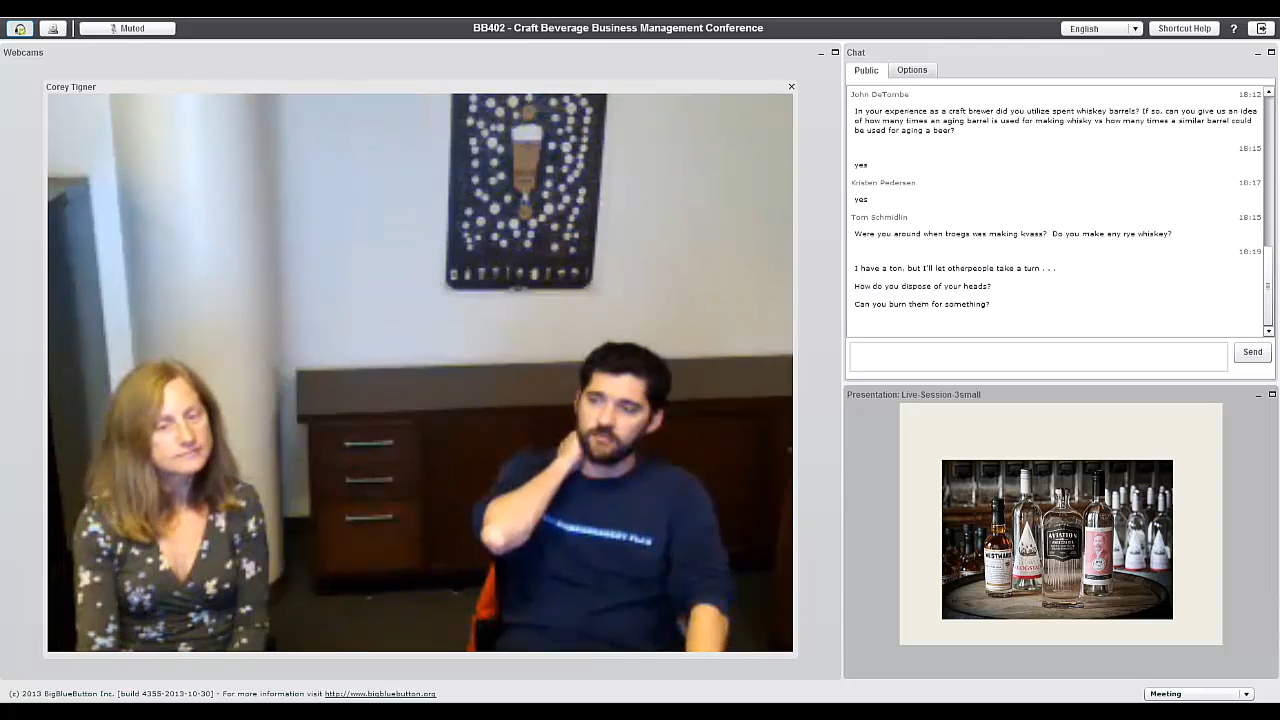 Muted
BB402 - Craft Beverage Business Management Conference
English
Shortcut Help
?
Webcams
Corey Tigner
Chat
Public
Options
John DeTombe 18:12
In your experience as a craft brewer did you utilize spent whiskey barrels? If so, can you give us an idea
of how many times an aging barrel is used for making whisky vs how many times a similar barrel could
be used for aging a beer?
18:15
yes
Kristen Pedersen 18:17
yes
Tom Schmidlin 18:15
Were you around when troegs was making kvass? Do you make any rye whiskey?
18:19
I have a ton, but I'll let otherpeople take a turn . . .
How do you dispose of your heads?
Can you burn them for something?
Send
Presentation: Live-Session-3small
WESTWARD
AVIATION
(c) 2013 BigBlueButton Inc. [build 4355-2013-10-30] - For more information visit http://www.bigbluebutton.org
Meeting